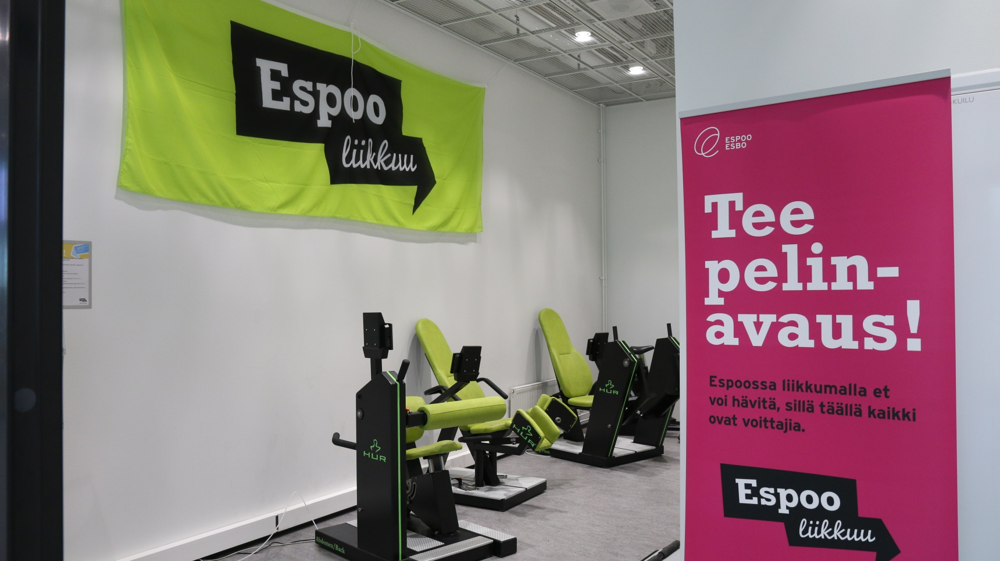 Espoo
liikkuu
ESPOO
ESBO
Tee
pelin-
avaus!
Espoossa liikkumalla et
voi hävitä, sillä täällä kaikki
ovat voittajia.
Espoo
liikkuu
-KUILU
HUR
HUR
HUR
Abdomen/Back